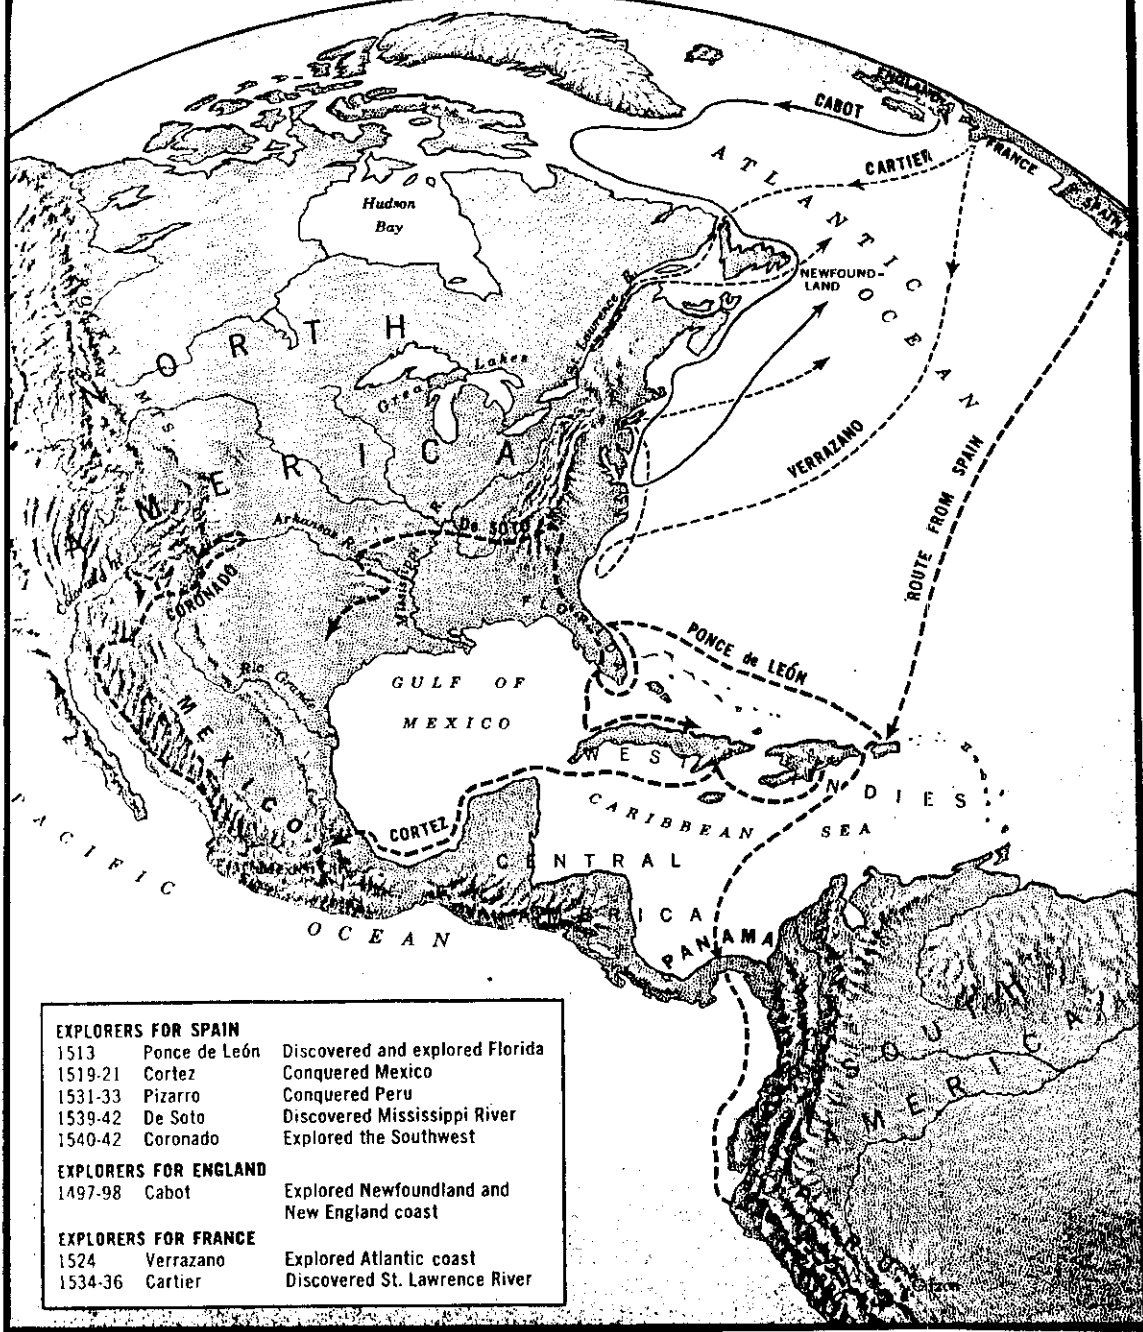 ENGLAND
CABOT
FRANCE
CARTIER
SPAIN
ATLANTIC OCEAN
Hudson
Bay
NEWFOUND-
LAND
St. Lawrence R.
ROCKY MTS
NORTH
AMERICA
Great Lakes
VERRAZANO
ROUTE FROM SPAIN
De SOTO
Arkansas R.
Mississippi R.
CORONADO
FLORIDA
PONCE de LEÓN
Rio Grande
GULF OF
MEXICO
MEXICO
WEST
INDIES
CARIBBEAN SEA
CORTEZ
CENTRAL
AMERICA
PANAMA
PACIFIC
OCEAN
SOUTH
AMERICA
EXPLORERS FOR SPAIN
1513 Ponce de León Discovered and explored Florida
1519-21 Cortez Conquered Mexico
1531-33 Pizarro Conquered Peru
1539-42 De Soto Discovered Mississippi River
1540-42 Coronado Explored the Southwest
EXPLORERS FOR ENGLAND
1497-98 Cabot Explored Newfoundland and
New England coast
EXPLORERS FOR FRANCE
1524 Verrazano Explored Atlantic coast
1534-36 Cartier Discovered St. Lawrence River